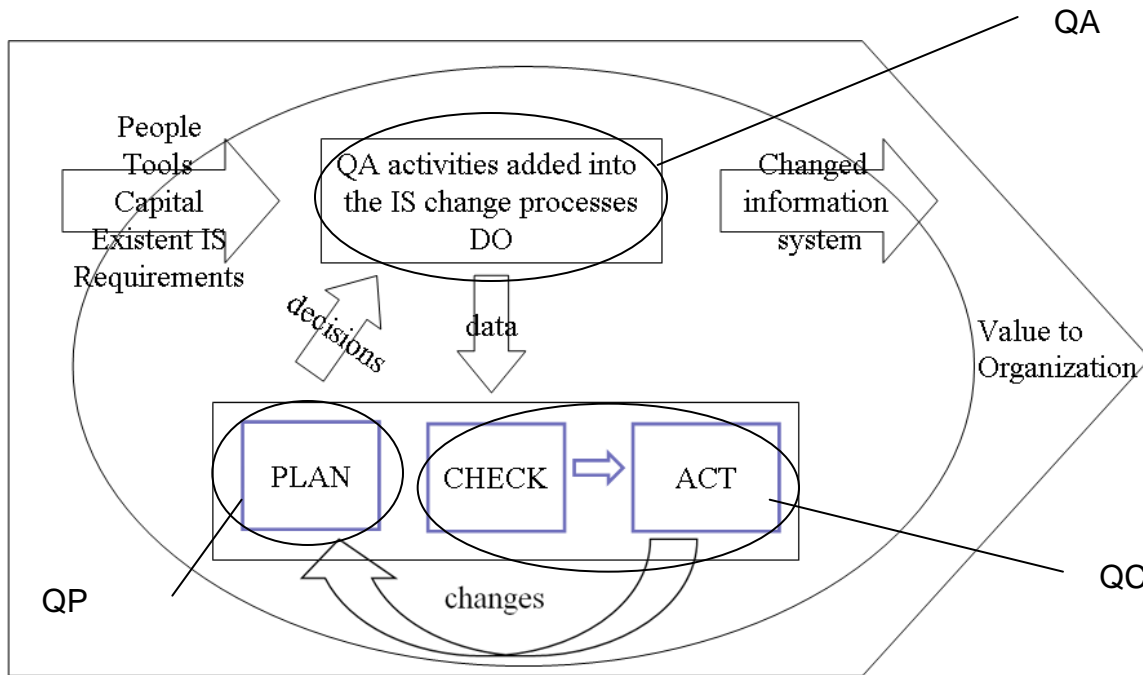 QA
People
Tools
Capital
Existent IS
Requirements
QA activities added into
the IS change processes
DO
Changed
information
system
decisions
data
Value to
Organization
PLAN
CHECK
ACT
QP
changes
QC